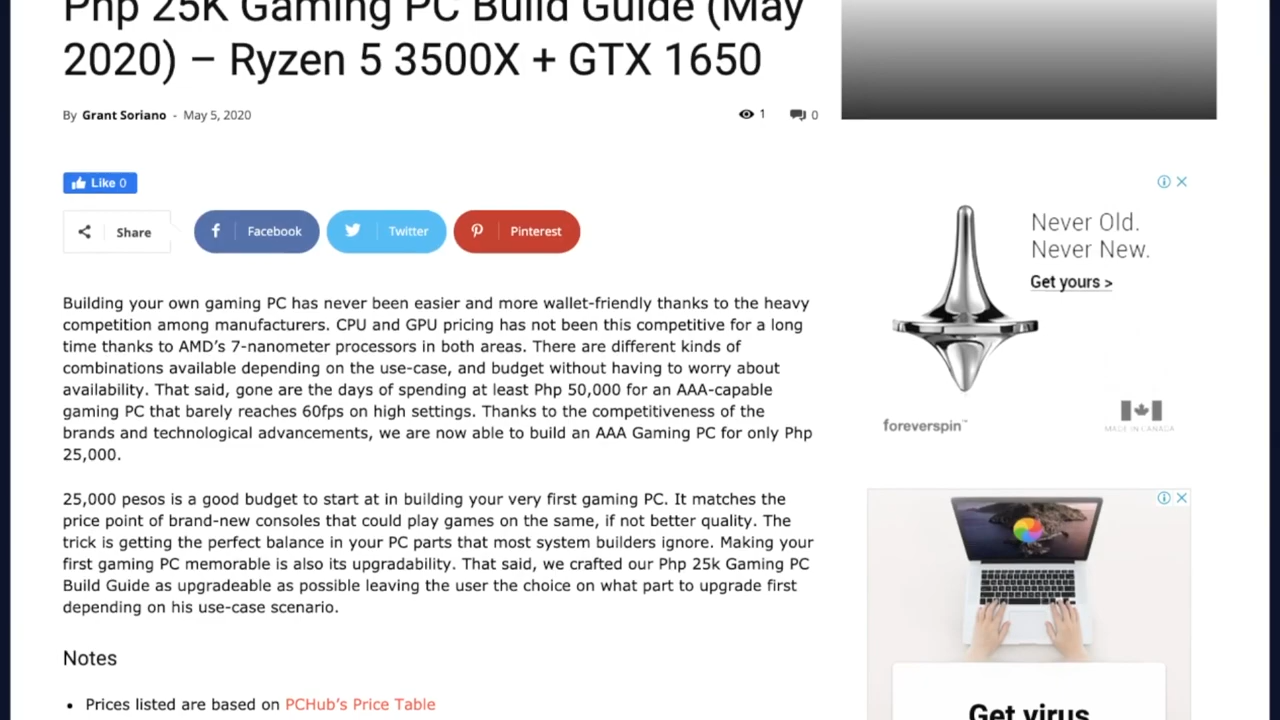 Php 25K Gaming PC Build Guide (May
2020) – Ryzen 5 3500X + GTX 1650
By Grant Soriano - May 5, 2020
1
0
Like 0
Share
Facebook
Twitter
Pinterest
Building your own gaming PC has never been easier and more wallet-friendly thanks to the heavy
competition among manufacturers. CPU and GPU pricing has not been this competitive for a long
time thanks to AMD's 7-nanometer processors in both areas. There are different kinds of
combinations available depending on the use-case, and budget without having to worry about
availability. That said, gone are the days of spending at least Php 50,000 for an AAA-capable
gaming PC that barely reaches 60fps on high settings. Thanks to the competitiveness of the
brands and technological advancements, we are now able to build an AAA Gaming PC for only Php
25,000.
25,000 pesos is a good budget to start at in building your very first gaming PC. It matches the
price point of brand-new consoles that could play games on the same, if not better quality. The
trick is getting the perfect balance in your PC parts that most system builders ignore. Making your
first gaming PC memorable is also its upgradability. That said, we crafted our Php 25k Gaming PC
Build Guide as upgradeable as possible leaving the user the choice on what part to upgrade first
depending on his use-case scenario.
Notes
• Prices listed are based on PCHub's Price Table
Never Old.
Never New.
Get yours >
foreverspin™
MADE IN CANADA
Get virus